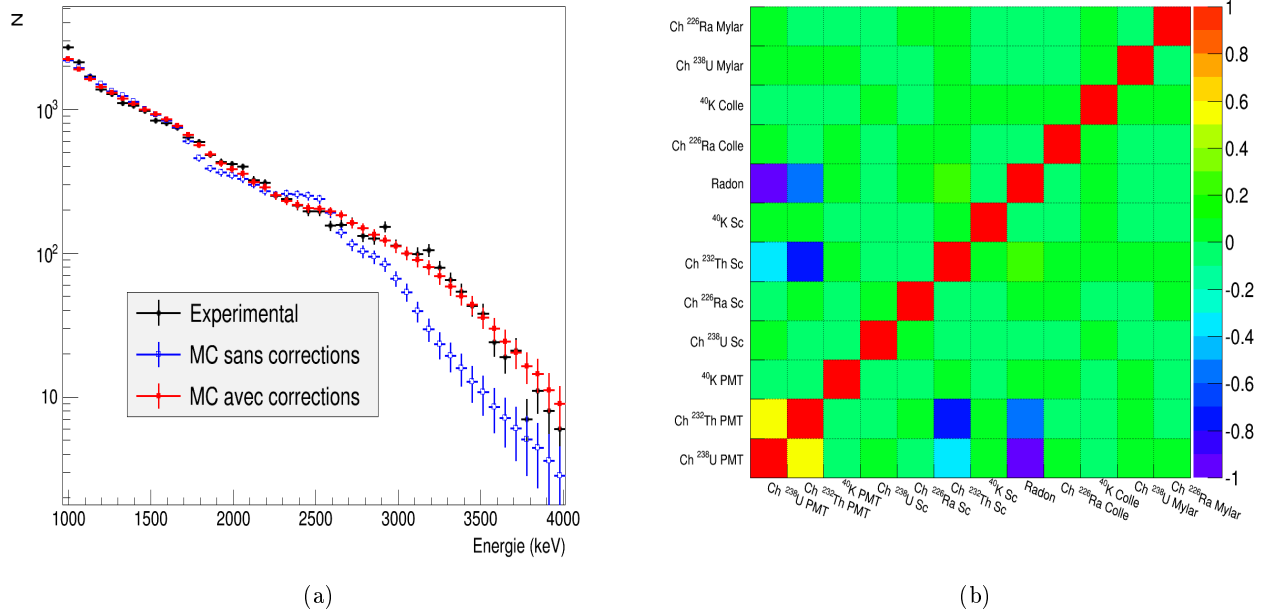 N
10³
10²
10
Experimental
MC sans corrections
MC avec corrections
1000 1500 2000 2500 3000 3500 4000
Energie (keV)
(a)
Ch ²²⁶Ra Mylar
Ch ²³⁸U Mylar
⁴⁰K Colle
Ch ²²⁶Ra Colle
Radon
⁴⁰K Sc
Ch ²³²Th Sc
Ch ²²⁶Ra Sc
Ch ²³⁸U Sc
⁴⁰K PMT
Ch ²³²Th PMT
Ch ²³⁸U PMT
Ch ²³⁸U PMT
Ch ²³²Th PMT
⁴⁰K PMT
Ch ²³⁸U Sc
Ch ²²⁶Ra Sc
Ch ²³²Th Sc
⁴⁰K Sc
Radon
Ch ²²⁶Ra Colle
⁴⁰K Colle
Ch ²³⁸U Mylar
Ch ²²⁶Ra Mylar
1
0.8
0.6
0.4
0.2
0
-0.2
-0.4
-0.6
-0.8
-1
(b)